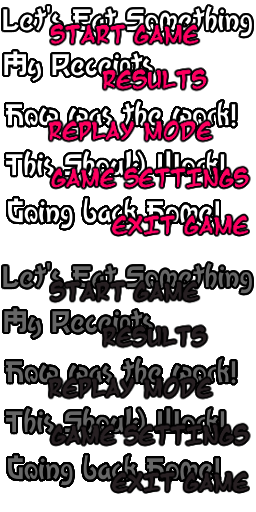 Let's Eat Something
START GAME
My Receipts
RESULTS
How was the work!
REPLAY MODE
This Should Work!
GAME SETTINGS
Going back Home!
EXIT GAME
Let's Eat Something
START GAME
My Receipts
RESULTS
How was the work!
REPLAY MODE
This Should Work!
GAME SETTINGS
Going back Home!
EXIT GAME